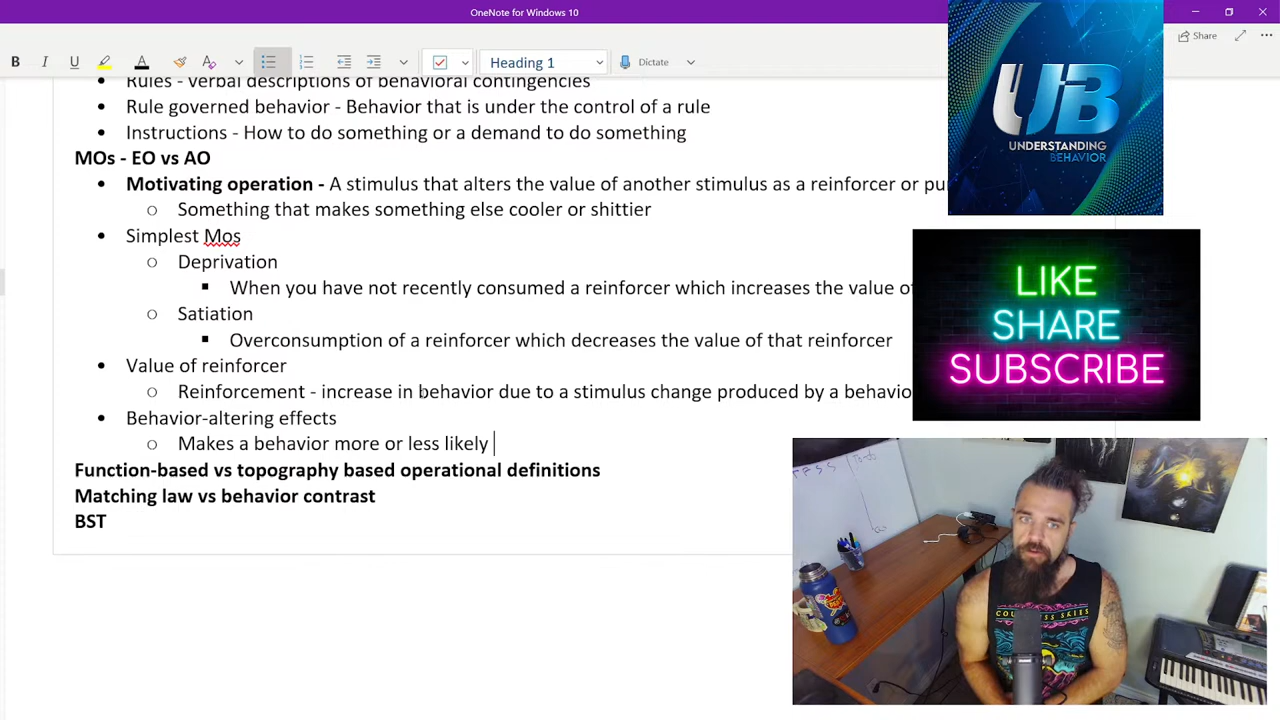 OneNote for Windows 10
Share
B I U A A Heading 1 Dictate
Rules - verbal descriptions of behavioral contingencies
Rule governed behavior - Behavior that is under the control of a rule
Instructions - How to do something or a demand to do something
MOs - EO vs AO
Motivating operation - A stimulus that alters the value of another stimulus as a reinforcer or
Something that makes something else cooler or shittier
Simplest Mos
Deprivation
When you have not recently consumed a reinforcer which increases the value of
Satiation
Overconsumption of a reinforcer which decreases the value of that reinforcer
Value of reinforcer
Reinforcement - increase in behavior due to a stimulus change produced by a
Behavior-altering effects
Makes a behavior more or less likely
Function-based vs topography based operational definitions
Matching law vs behavior contrast
BST
UB
UNDERSTANDING
BEHAVIOR
LIKE
SHARE
SUBSCRIBE